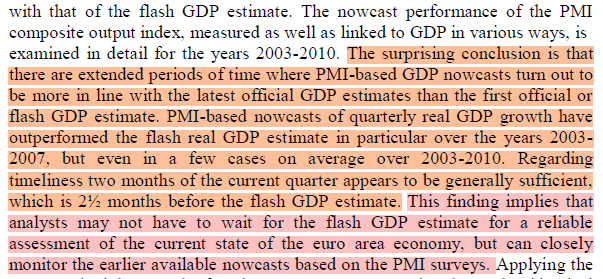 with that of the flash GDP estimate. The nowcast performance of the PMI
composite output index, measured as well as linked to GDP in various ways, is
examined in detail for the years 2003-2010. The surprising conclusion is that
there are extended periods of time where PMI-based GDP nowcasts turn out to
be more in line with the latest official GDP estimates than the first official or
flash GDP estimate. PMI-based nowcasts of quarterly real GDP growth have
outperformed the flash real GDP estimate in particular over the years 2003-
2007, but even in a few cases on average over 2003-2010. Regarding
timeliness two months of the current quarter appears to be generally sufficient,
which is 2½ months before the flash GDP estimate. This finding implies that
analysts may not have to wait for the flash GDP estimate for a reliable
assessment of the current state of the euro area economy, but can closely
monitor the earlier available nowcasts based on the PMI surveys. Applying the